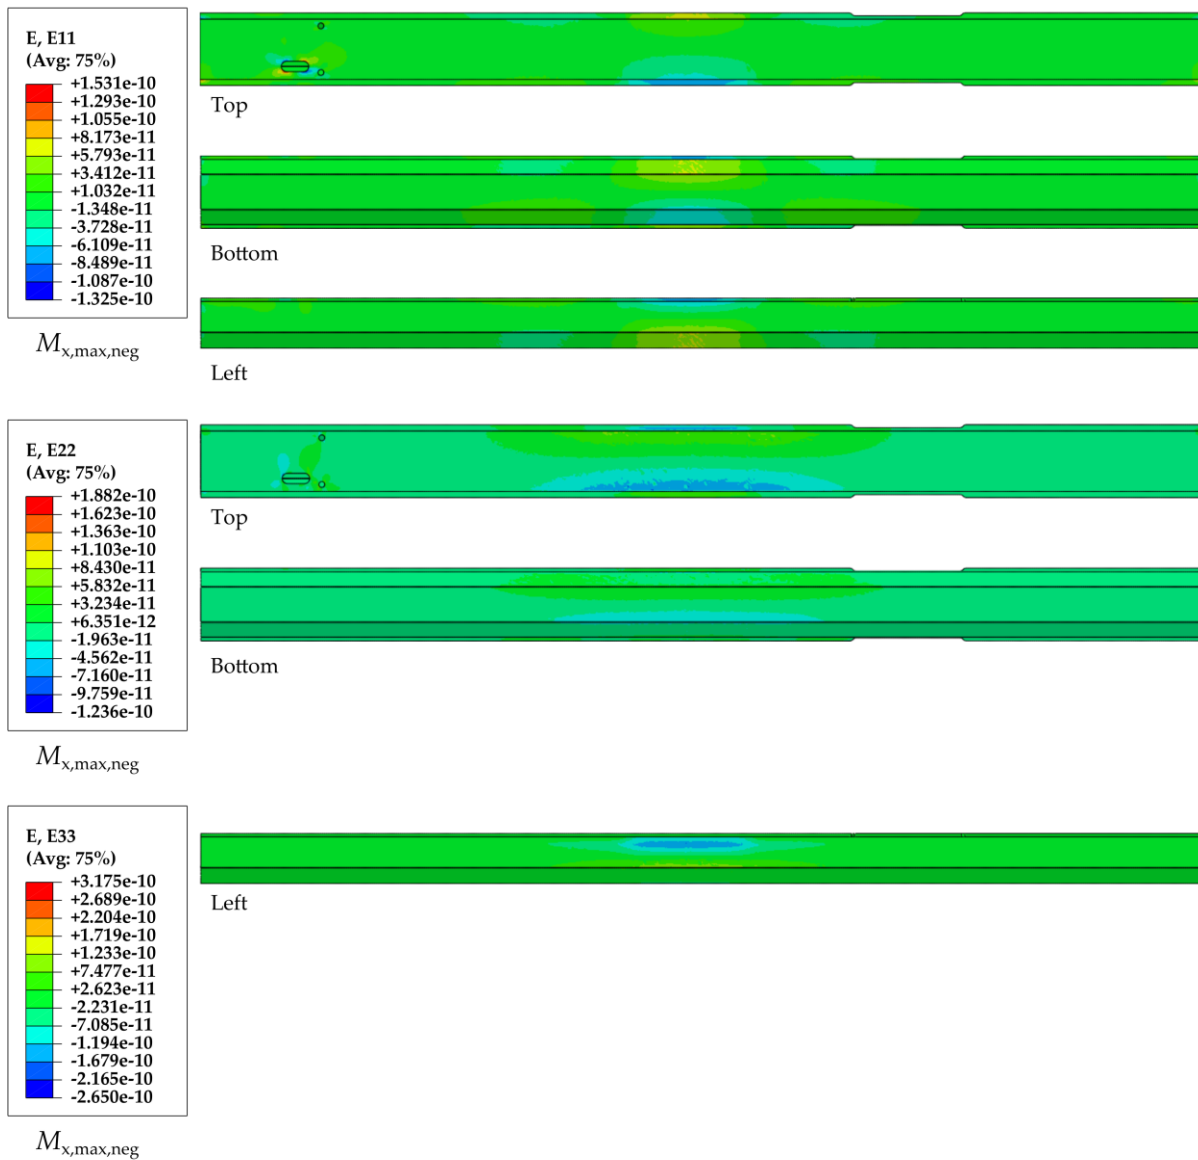 E, E11
(Avg: 75%)
+1.531e-10
+1.293e-10
+1.055e-10
+8.173e-11
+5.793e-11
+3.412e-11
+1.032e-11
-1.348e-11
-3.728e-11
-6.109e-11
-8.489e-11
-1.087e-10
-1.325e-10
Mx,max,neg
Top
Bottom
Left
E, E22
(Avg: 75%)
+1.882e-10
+1.623e-10
+1.363e-10
+1.103e-10
+8.430e-11
+5.832e-11
+3.234e-11
+6.351e-12
-1.963e-11
-4.562e-11
-7.160e-11
-9.759e-11
-1.236e-10
Mx,max,neg
Top
Bottom
E, E33
(Avg: 75%)
+3.175e-10
+2.689e-10
+2.204e-10
+1.719e-10
+1.233e-10
+7.477e-11
+2.623e-11
-2.231e-11
-7.085e-11
-1.194e-10
-1.679e-10
-2.165e-10
-2.650e-10
Mx,max,neg
Left